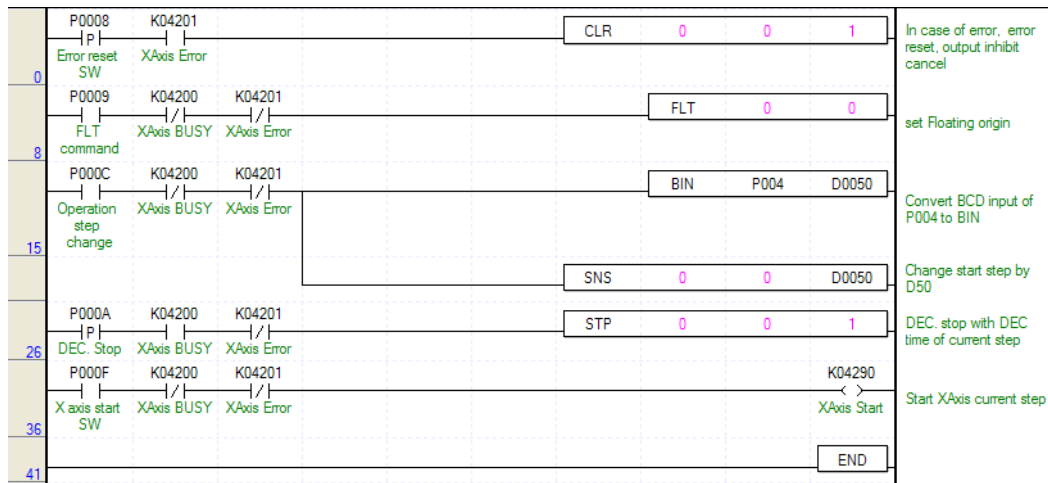 P0008 K04201
P
CLR 0 0 1
In case of error, error
reset, output inhibit
cancel
Error reset XAxis Error
SW
0
P0009 K04200 K04201
FLT 0 0
set Floating origin
FLT XAxis BUSY XAxis Error
command
8
P000C K04200 K04201
BIN P004 D0050
Convert BCD input of
P004 to BIN
Operation XAxis BUSY XAxis Error
step
change
15
SNS 0 0 D0050
Change start step by
D50
P000A K04200 K04201
P
STP 0 0 1
DEC. stop with DEC
time of current step
DEC. Stop XAxis BUSY XAxis Error
26
P000F K04200 K04201 K04290
Start XAxis current step
X axis start XAxis BUSY XAxis Error XAxis Start
SW
36
END
41